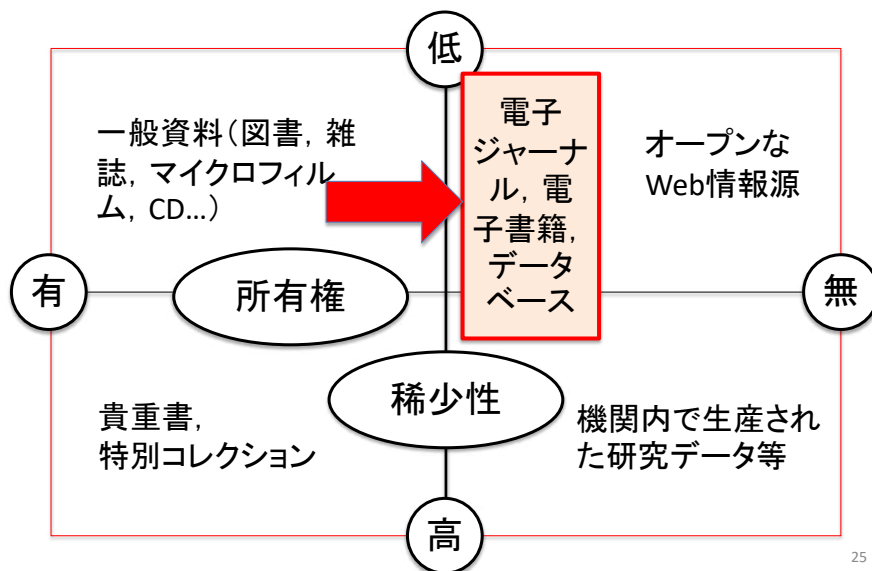 低
一般資料(図書，雑
誌，マイクロフィル
ム，CD…)
電子
ジャーナ
ル，電
子書籍，
データ
ベース
オープンな
Web情報源
有
所有権
無
稀少性
貴重書，
特別コレクション
機関内で生産され
た研究データ等
高
25